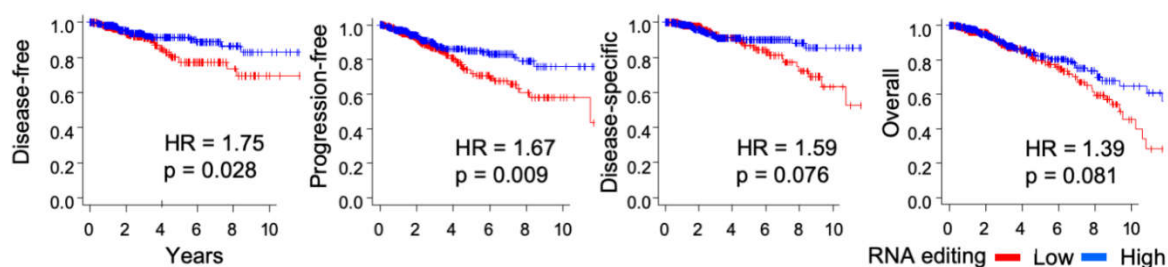 Disease-free
1.0
0.8
0.6
0.4
0.2
0.0
HR = 1.75
p = 0.028
0 2 4 6 8 10
Years
Progression-free
1.0
0.8
0.6
0.4
0.2
0.0
HR = 1.67
p = 0.009
0 2 4 6 8 10
Disease-specific
1.0
0.8
0.6
0.4
0.2
0.0
HR = 1.59
p = 0.076
0 2 4 6 8 10
Overall
1.0
0.8
0.6
0.4
0.2
0.0
HR = 1.39
p = 0.081
0 2 4 6 8 10
RNA editing Low High